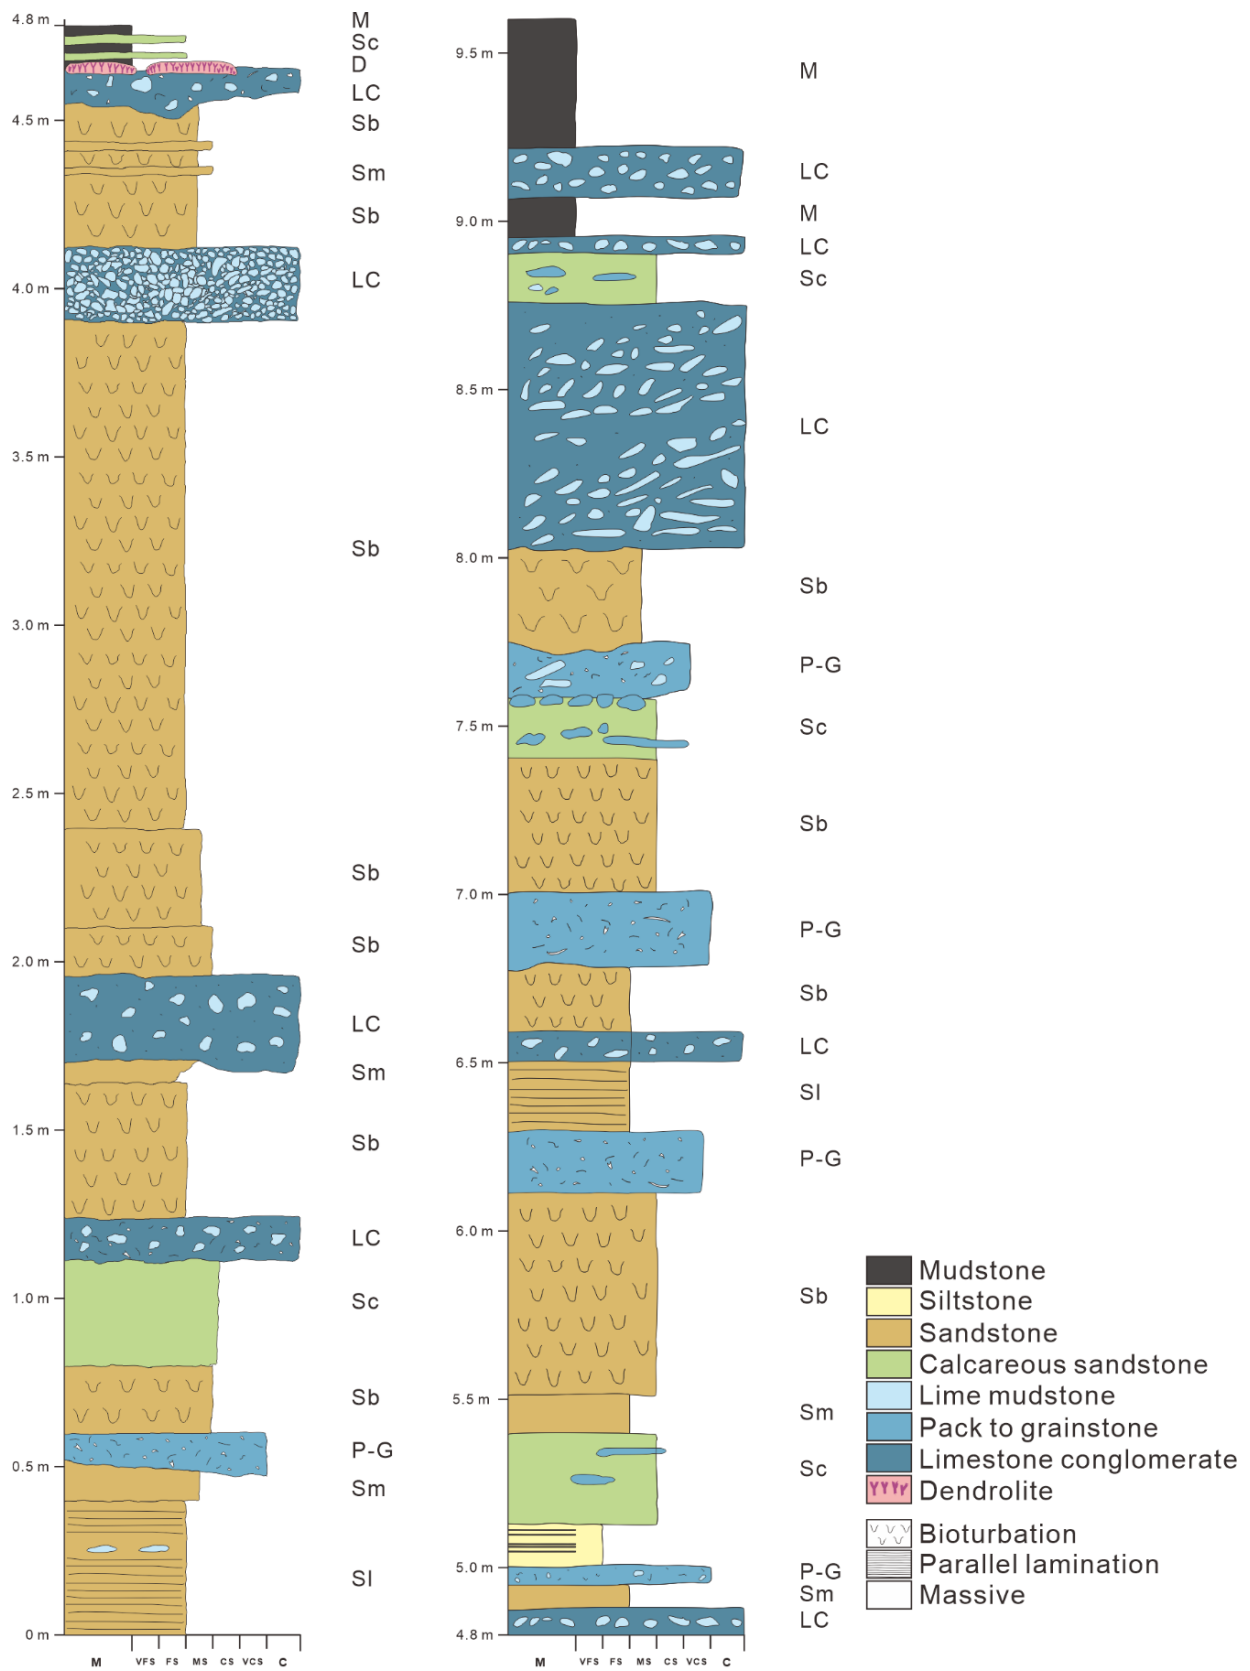 4.8 m
M
Sc
D
LC
4.5 m
Sb
Sm
Sb
LC
4.0 m
3.5 m
Sb
3.0 m
2.5 m
Sb
Sb
2.0 m
LC
Sm
1.5 m
Sb
LC
1.0 m
Sc
Sb
P-G
0.5 m
Sm
Sl
0 m
M VFS FS MS CS VCS C
9.5 m
M
LC
9.0 m
M
LC
Sc
8.5 m
LC
8.0 m
Sb
P-G
7.5 m
Sc
Sb
7.0 m
P-G
Sb
6.5 m
LC
Sl
P-G
6.0 m
Sb
5.5 m
Sm
Sc
5.0 m
P-G
Sm
LC
4.8 m
M VFS FS MS CS VCS C
Mudstone
Siltstone
Sandstone
Calcareous sandstone
Lime mudstone
Pack to grainstone
Limestone conglomerate
Dendrolite
Bioturbation
Parallel lamination
Massive